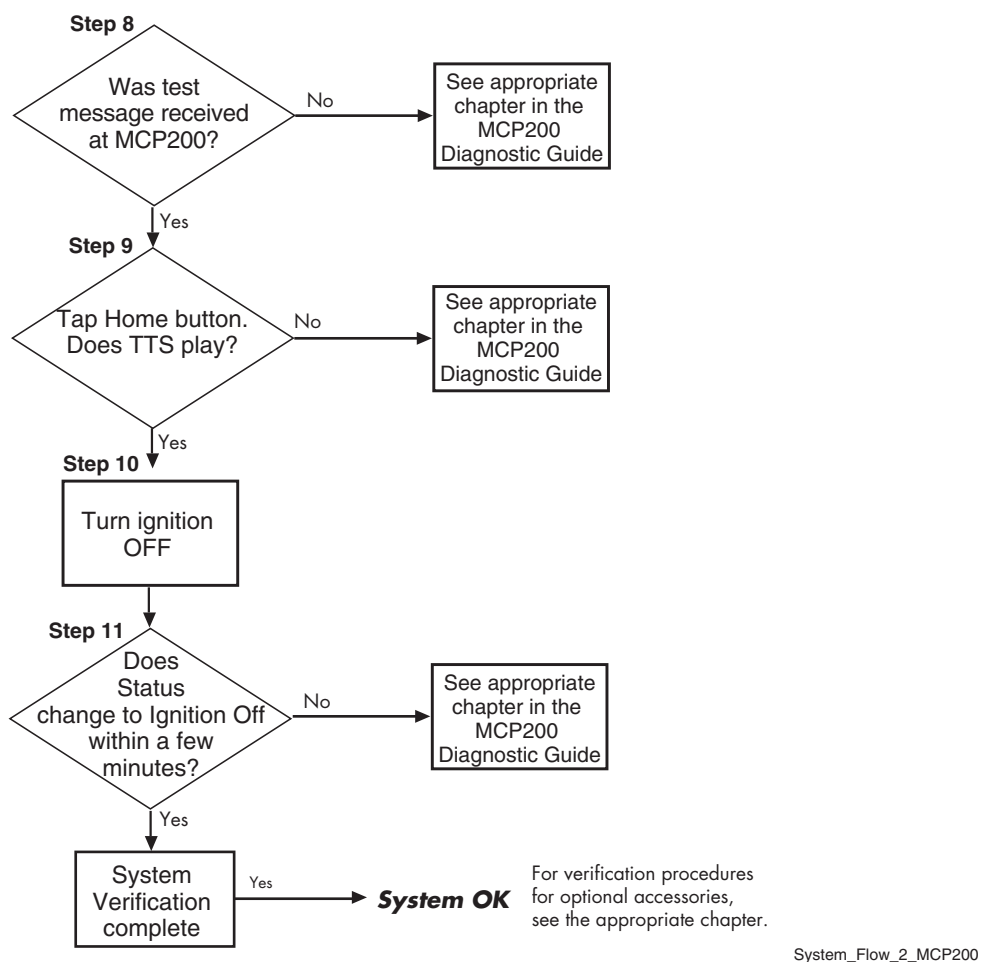 Step 8
Was test
message received
at MCP200?
No
See appropriate
chapter in the
MCP200
Diagnostic Guide
Yes
Step 9
Tap Home button.
Does TTS play?
No
See appropriate
chapter in the
MCP200
Diagnostic Guide
Yes
Step 10
Turn ignition
OFF
Step 11
Does
Status
change to Ignition Off
within a few
minutes?
No
See appropriate
chapter in the
MCP200
Diagnostic Guide
Yes
System
Verification
complete
Yes
System OK
For verification procedures
for optional accessories,
see the appropriate chapter.
System_Flow_2_MCP200